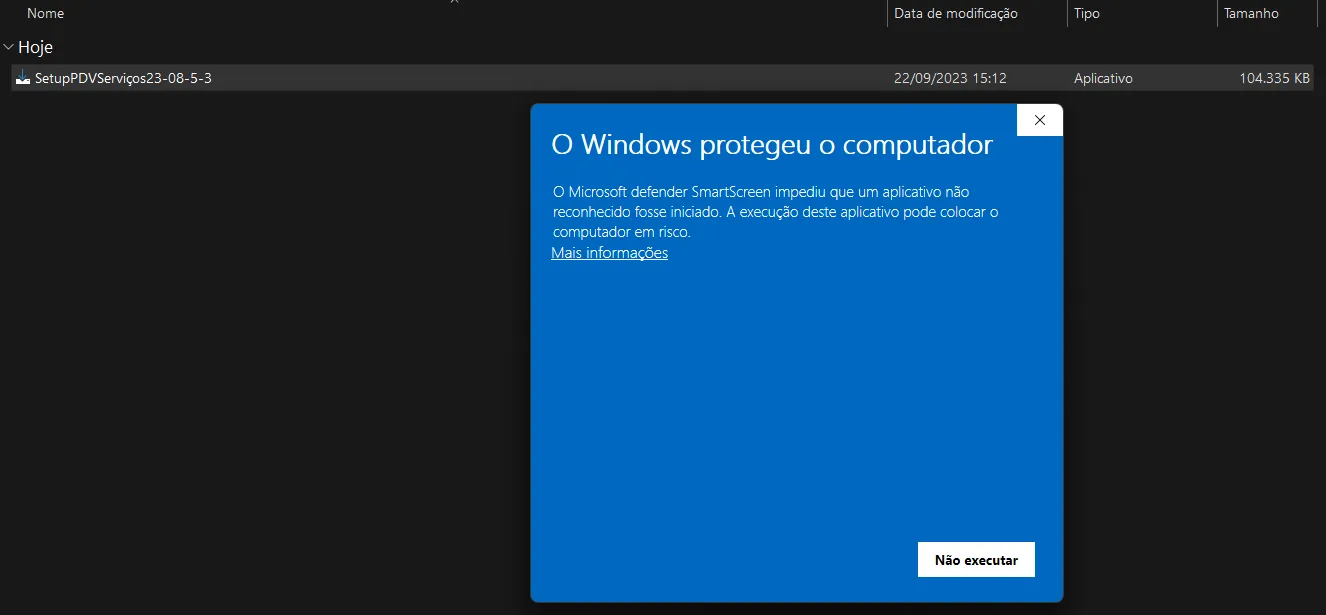 Nome Data de modificação Tipo Tamanho
Hoje
SetupPDVServiços23-08-5-3 22/09/2023 15:12 Aplicativo 104.335 KB
O Windows protegeu o computador
O Microsoft defender SmartScreen impediu que um aplicativo não
reconhecido fosse iniciado. A execução deste aplicativo pode colocar o
computador em risco.
Mais informações
Não executar